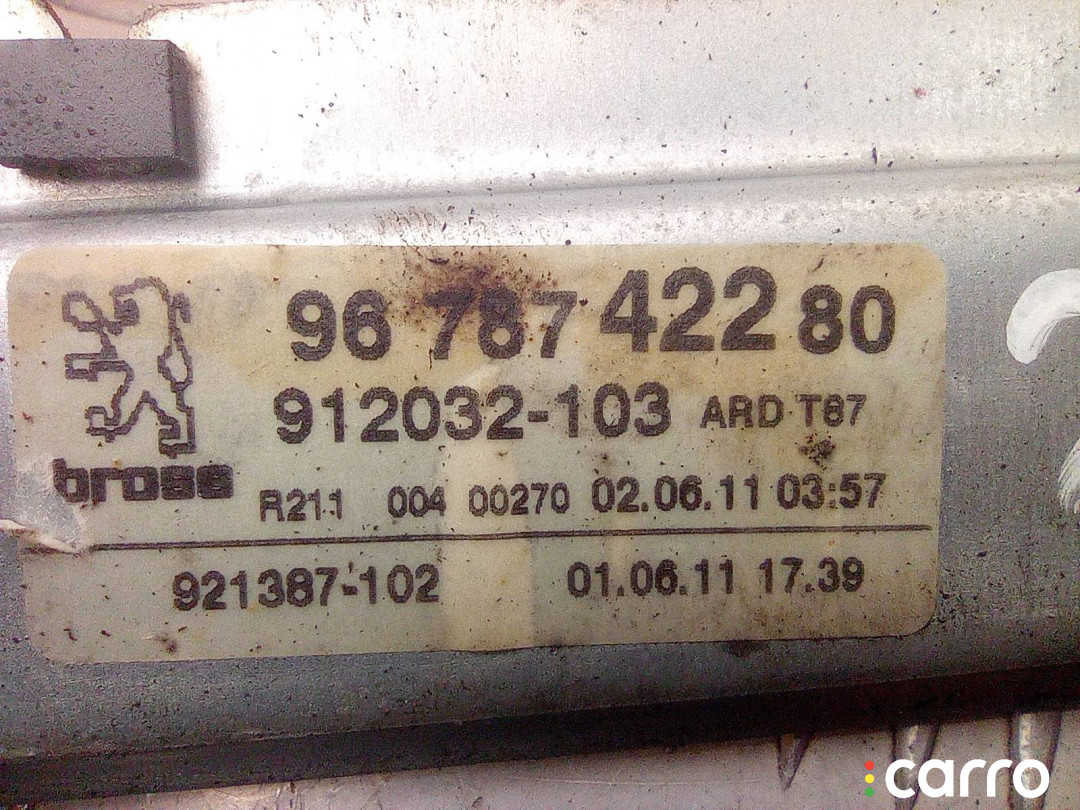 96 787 422 80
912032-103 ARD T87
brose R211 004 00270 02.06.11 03:57
921387-102 01.06.11 17.39
carro